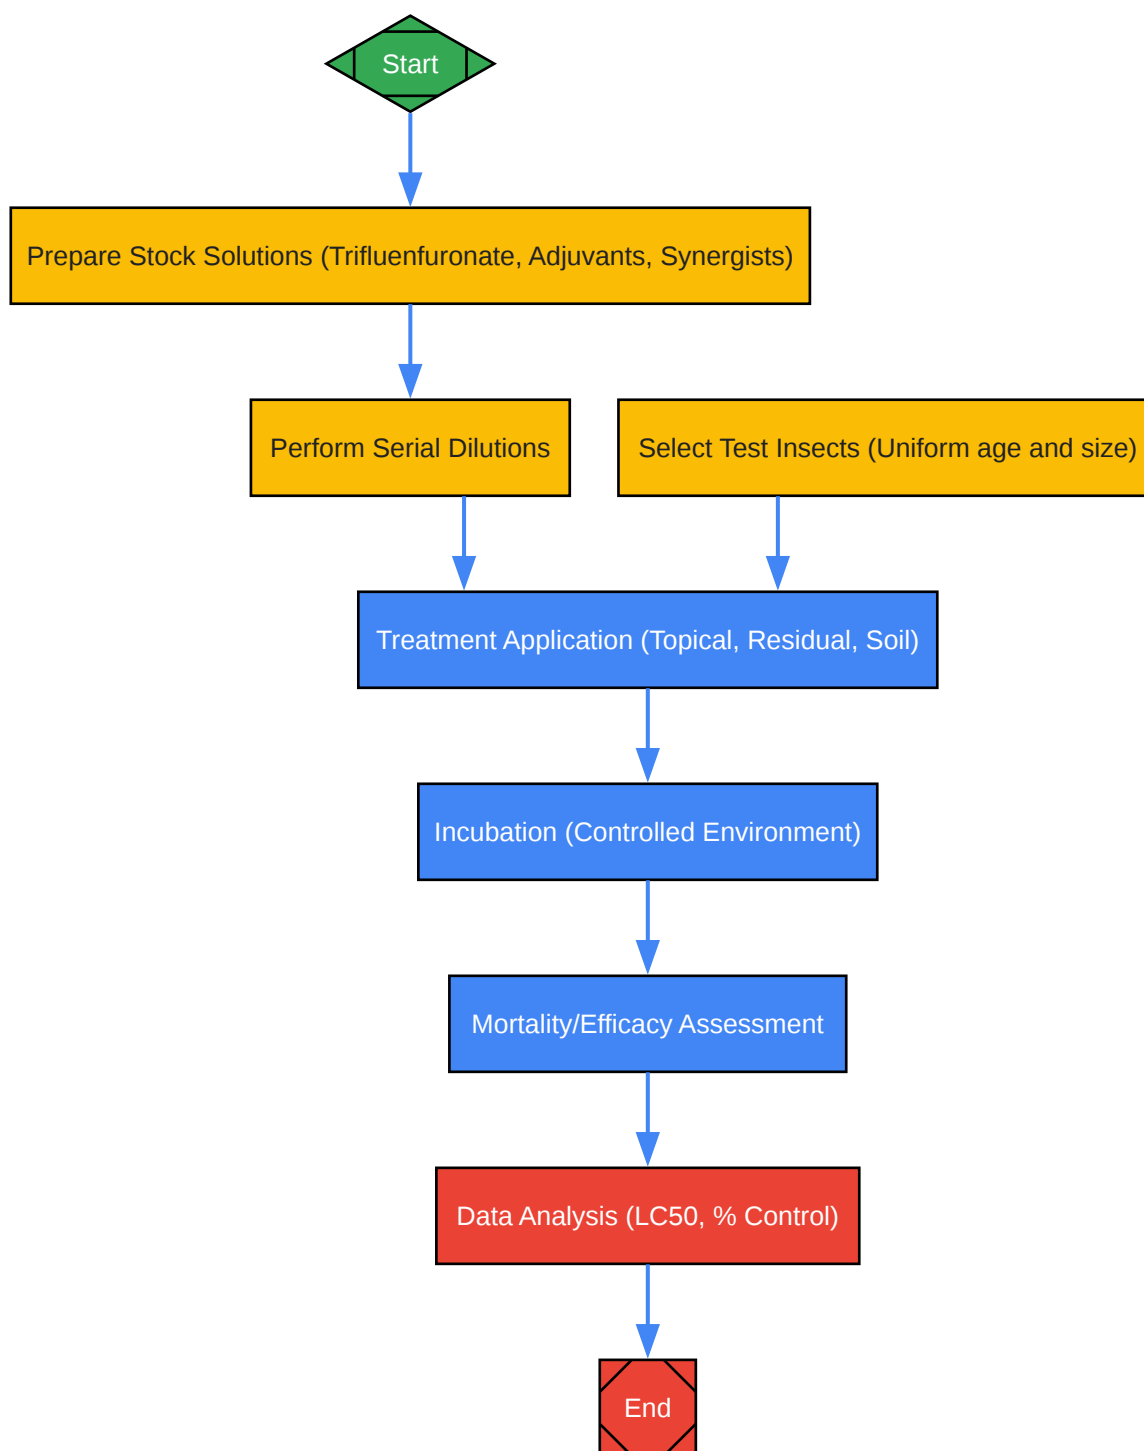 Start
Prepare Stock Solutions (Trifluenfuronate, Adjuvants, Synergists)
Perform Serial Dilutions
Select Test Insects (Uniform age and size)
Treatment Application (Topical, Residual, Soil)
Incubation (Controlled Environment)
Mortality/Efficacy Assessment
Data Analysis (LC50, % Control)
End